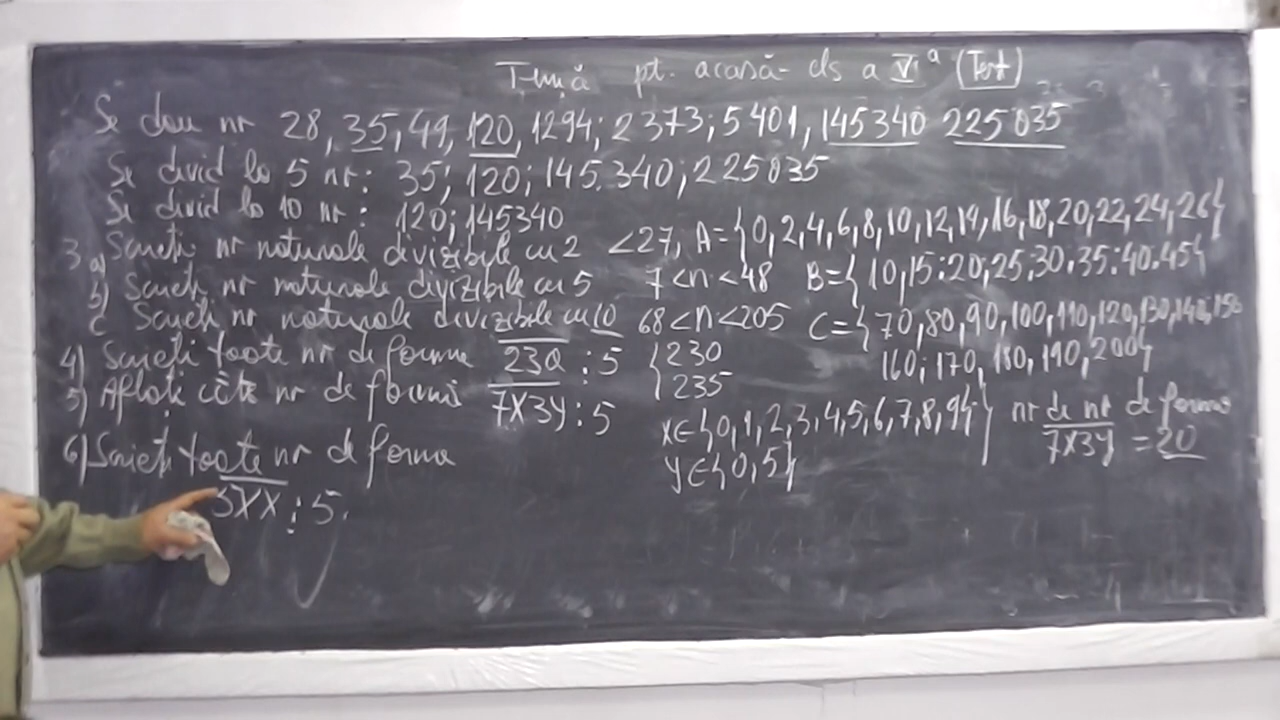 Temă pt. acasă cls a VI a (Test)
Se dau nr 28, 35, 49, 120, 1294; 2373; 5401, 145340 225035
Se divid la 5 nr: 35; 120; 145.340; 225035
Se divid la 10 nr: 120; 145340
3 a) Scrieți nr naturale divizibile cu 2 <27, A={0,2,4,6,8,10,12,14,16,18,20,22,24,26}
b) Scrieți nr naturale divizibile cu 5 7<n<48 B={10,15;20;25,30,35;40,45}
c Scrieți nr naturale divizibile cu 10 68<n<205 C={70,80,90,100,110,120,130,140,150
160; 170, 180, 190, 200}
4) Scrieți toate nr de forma 23a ⋮ 5 {230
235
5) Aflați câte nr de forma 7x3y ⋮ 5
x∈{0,1,2,3,4,5,6,7,8,9}
y∈{0,5}
nr de nr de forma
7x3y = 20
6) Scrieți toate nr d forma
5xx ⋮ 5.